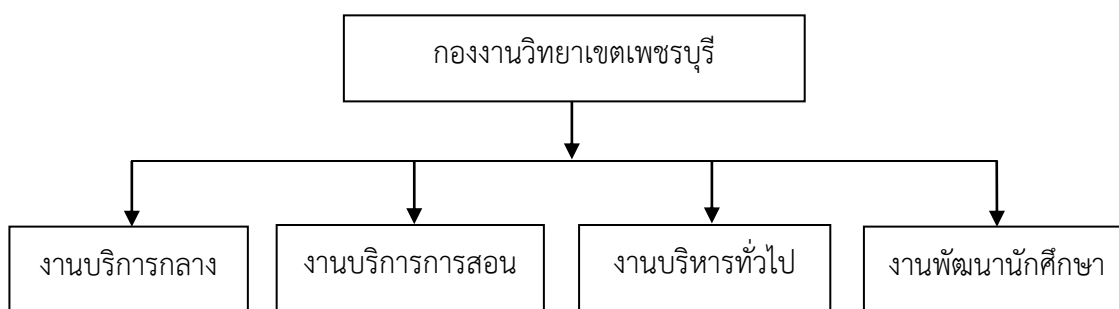 กองงานวิทยาเขตเพชรบุรี
งานบริการกลาง
งานบริการการสอน
งานบริหารทั่วไป
งานพัฒนานักศึกษา